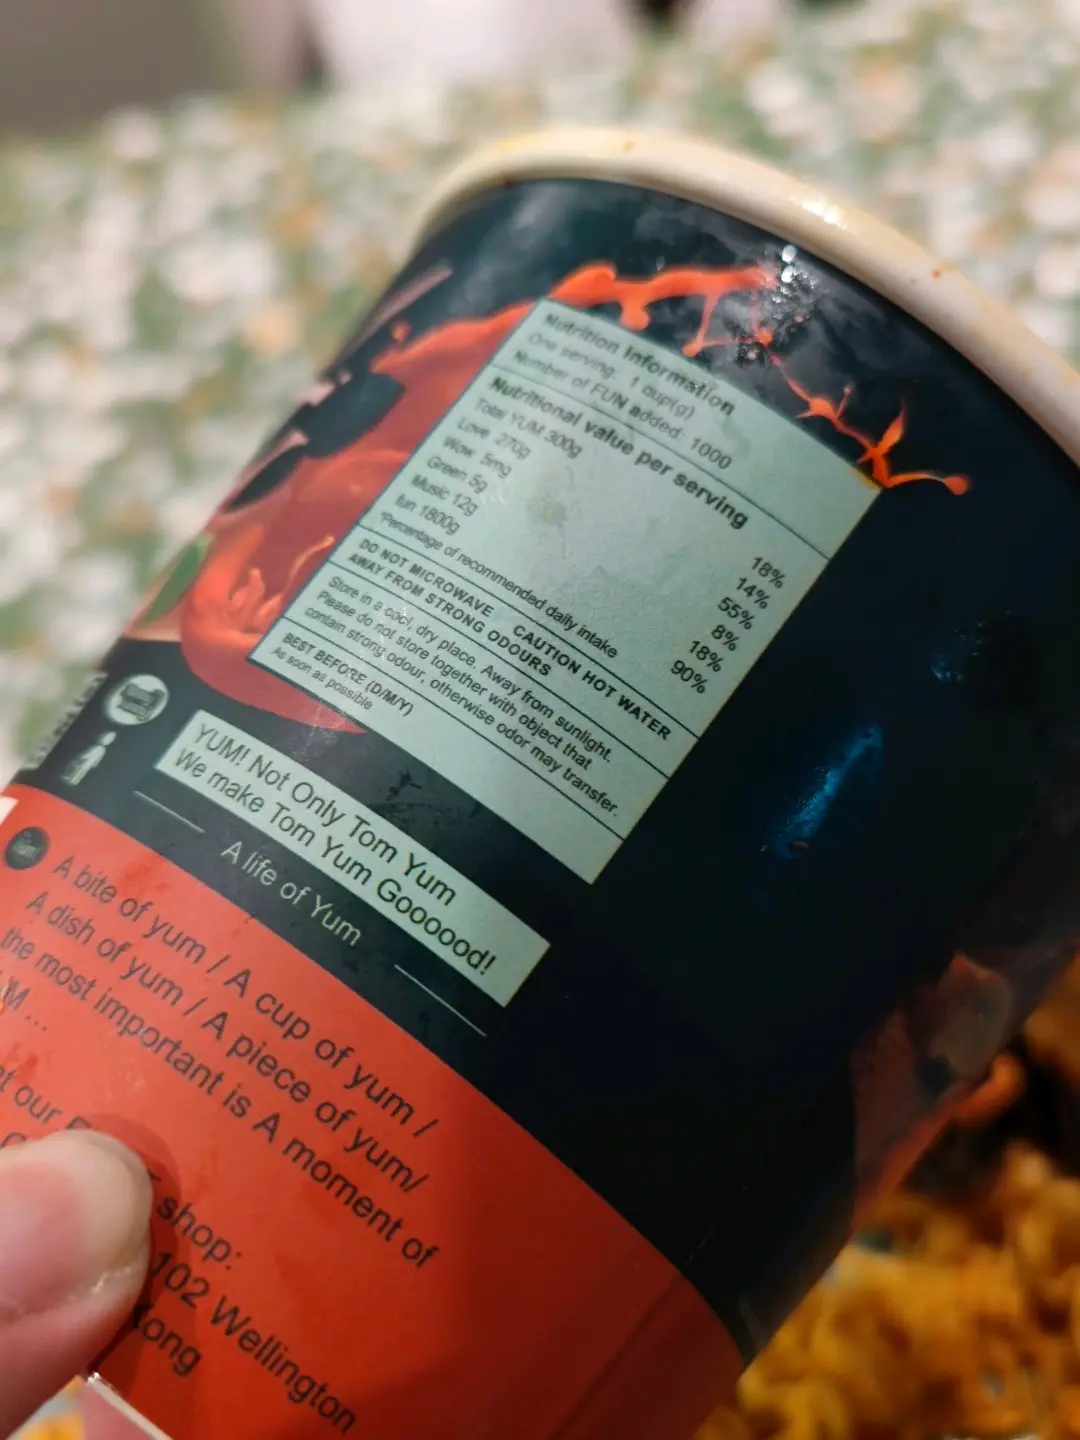 Nutrition Information
One serving: 1 cup(g)
Number of FUN added: 1000
Nutritional value per serving
Total YUM 300g 18%
Love 270g 14%
Wow 5mg 55%
Green 5g 8%
Music 12g 18%
fun 1800g 90%
*Percentage of recommended daily intake
DO NOT MICROWAVE CAUTION HOT WATER
AWAY FROM STRONG ODOURS
Store in a cool, dry place. Away from sunlight.
Please do not store together with object that
contain strong odour, otherwise odor may transfer.
BEST BEFORE (D/M/Y)
As soon as possible
YUM! Not Only Tom Yum
We make Tom Yum Goooood!
A life of Yum
A bite of yum / A cup of yum /
A dish of yum / A piece of yum/
the most important is A moment of
...
our
shop:
102 Wellington